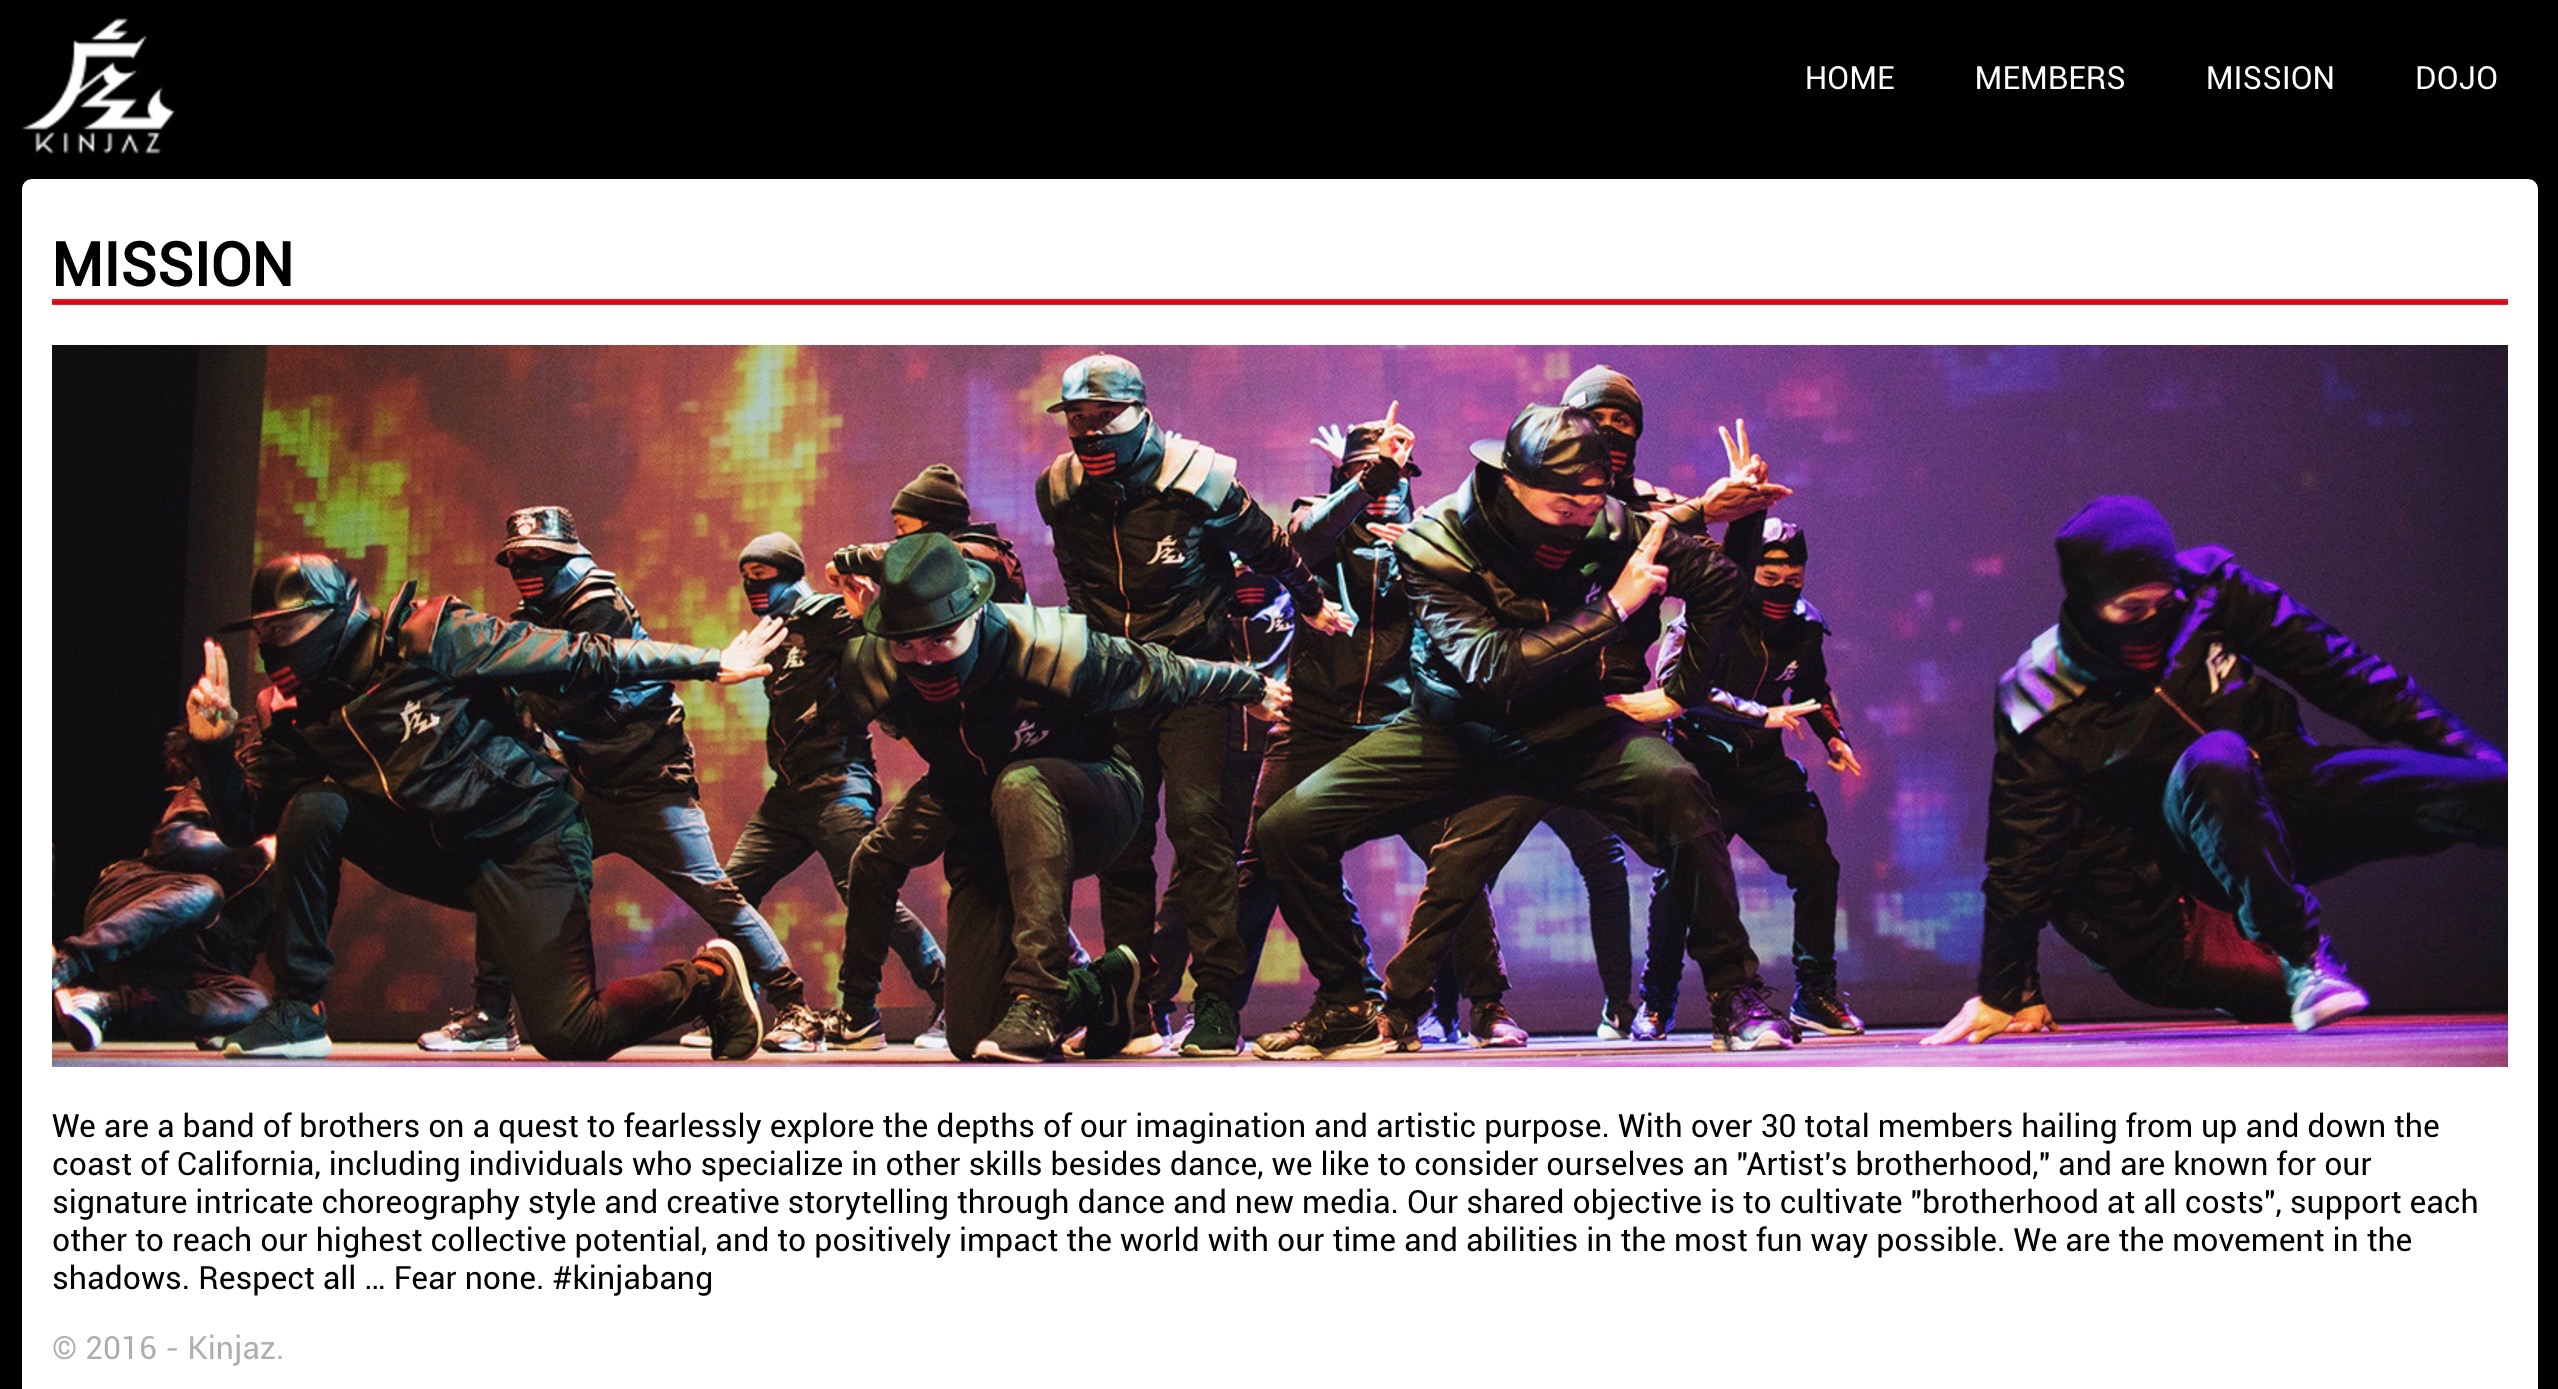 KINJAZ
HOME MEMBERS MISSION DOJO
MISSION
We are a band of brothers on a quest to fearlessly explore the depths of our imagination and artistic purpose. With over 30 total members hailing from up and down the
coast of California, including individuals who specialize in other skills besides dance, we like to consider ourselves an "Artist's brotherhood," and are known for our
signature intricate choreography style and creative storytelling through dance and new media. Our shared objective is to cultivate "brotherhood at all costs", support each
other to reach our highest collective potential, and to positively impact the world with our time and abilities in the most fun way possible. We are the movement in the
shadows. Respect all ... Fear none. #kinjabang
© 2016 - Kinjaz.